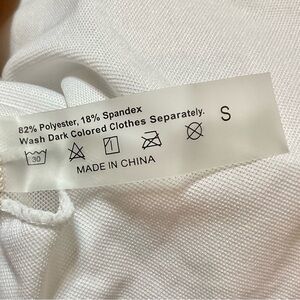 82% Polyester, 18% Spandex
Wash Dark Colored Clothes Separately.
30
S
MADE IN CHINA